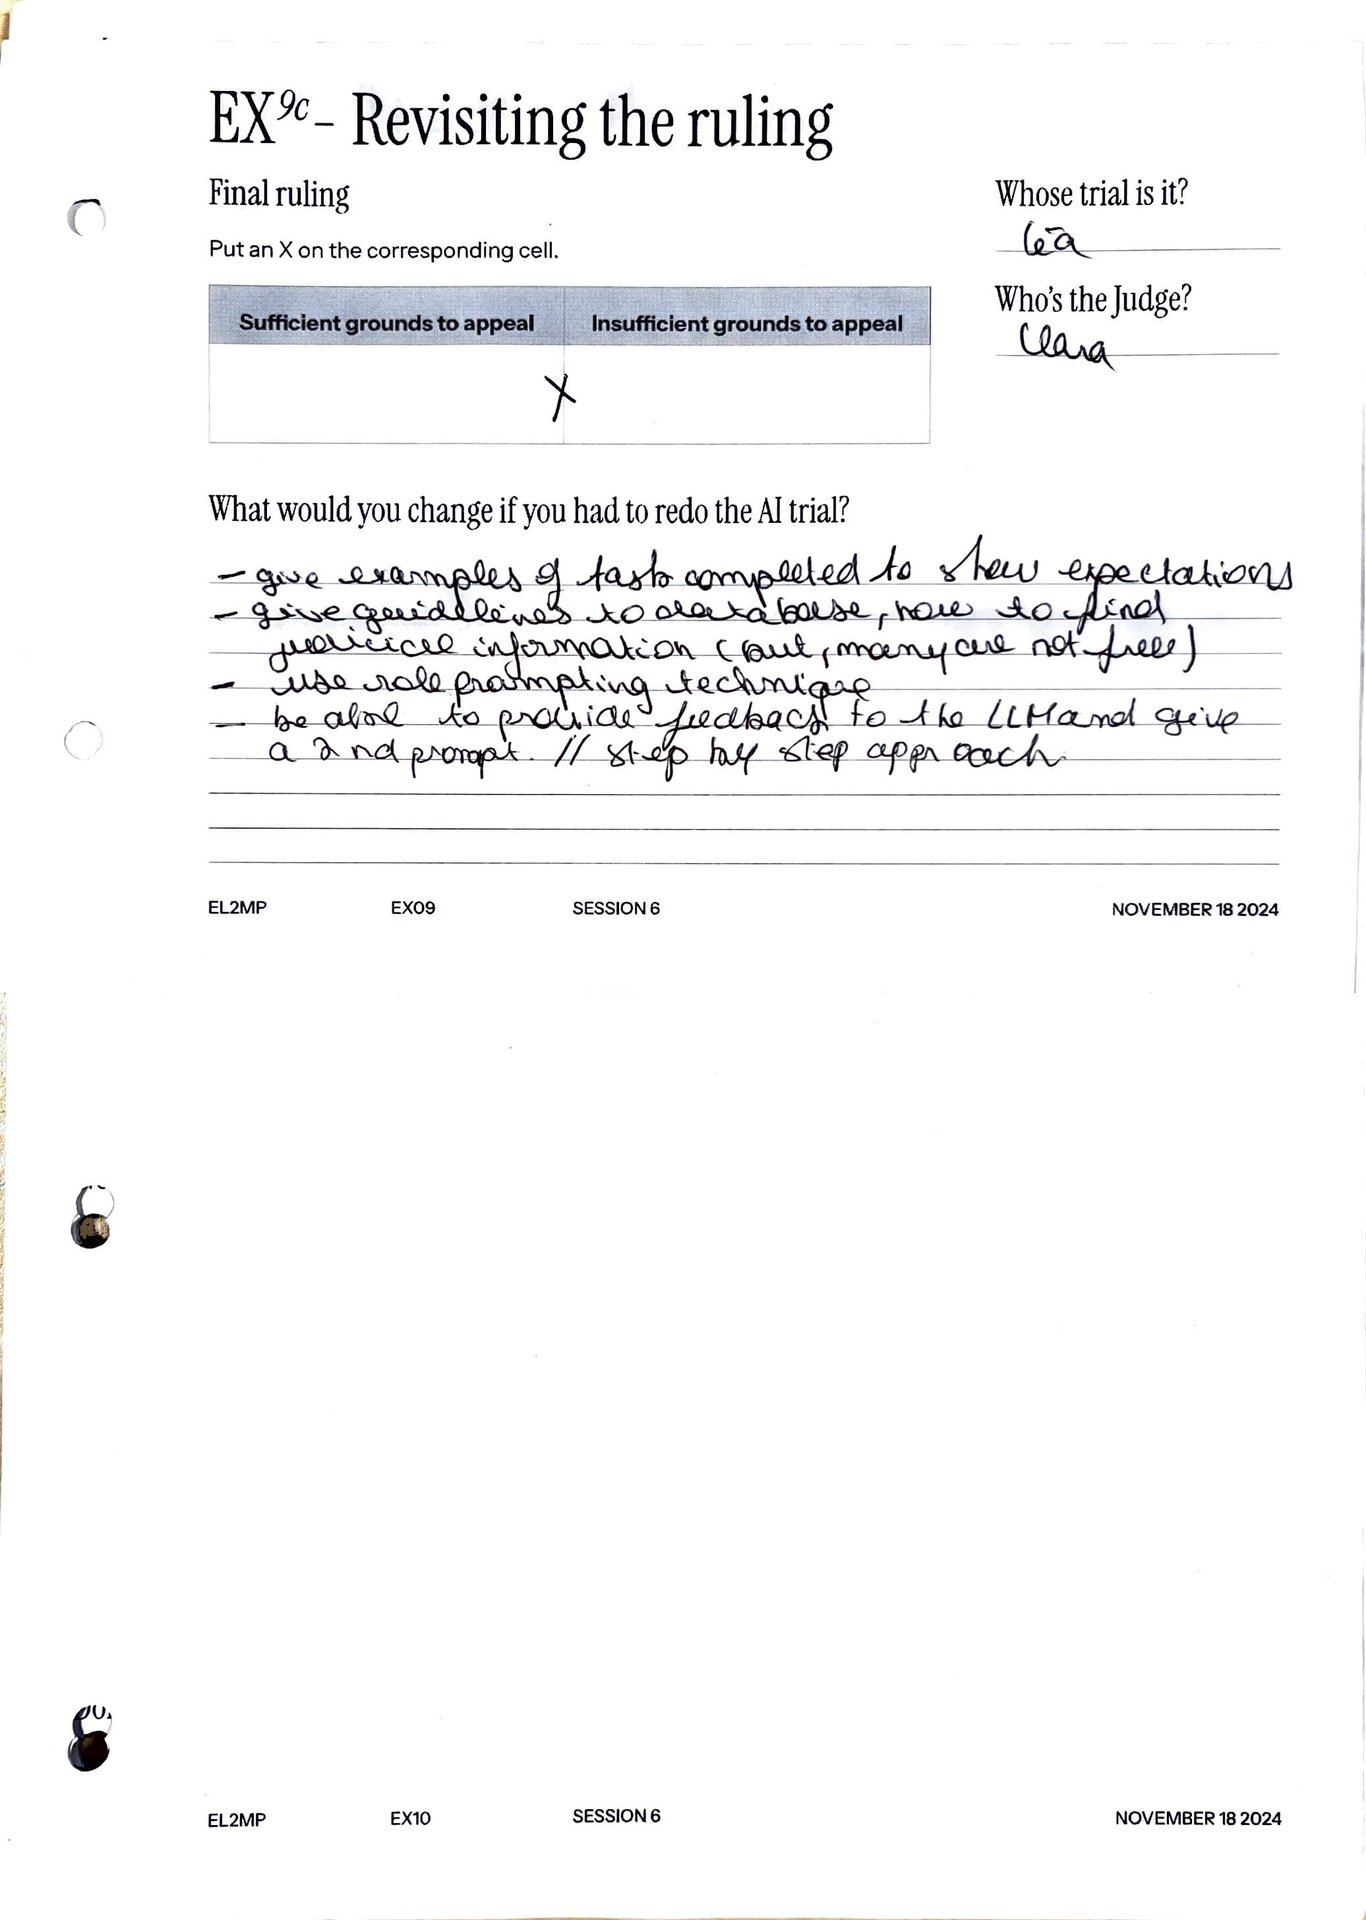 EX9c – Revisiting the ruling
Final ruling
Put an X on the corresponding cell.
Whose trial is it?
Léa
Who's the Judge?
Clara
Sufficient grounds to appeal Insufficient grounds to appeal
X
What would you change if you had to redo the AI trial?
- give examples of task completed to show expectations
- give guidelines to database, how to find
judicial information (but, many are not free)
- use role prompting technique
- be able to provide feedback to the LLM and give
a 2nd prompt. // step by step approach
EL2MP EX09 SESSION 6 NOVEMBER 18 2024
EL2MP EX10 SESSION 6 NOVEMBER 18 2024